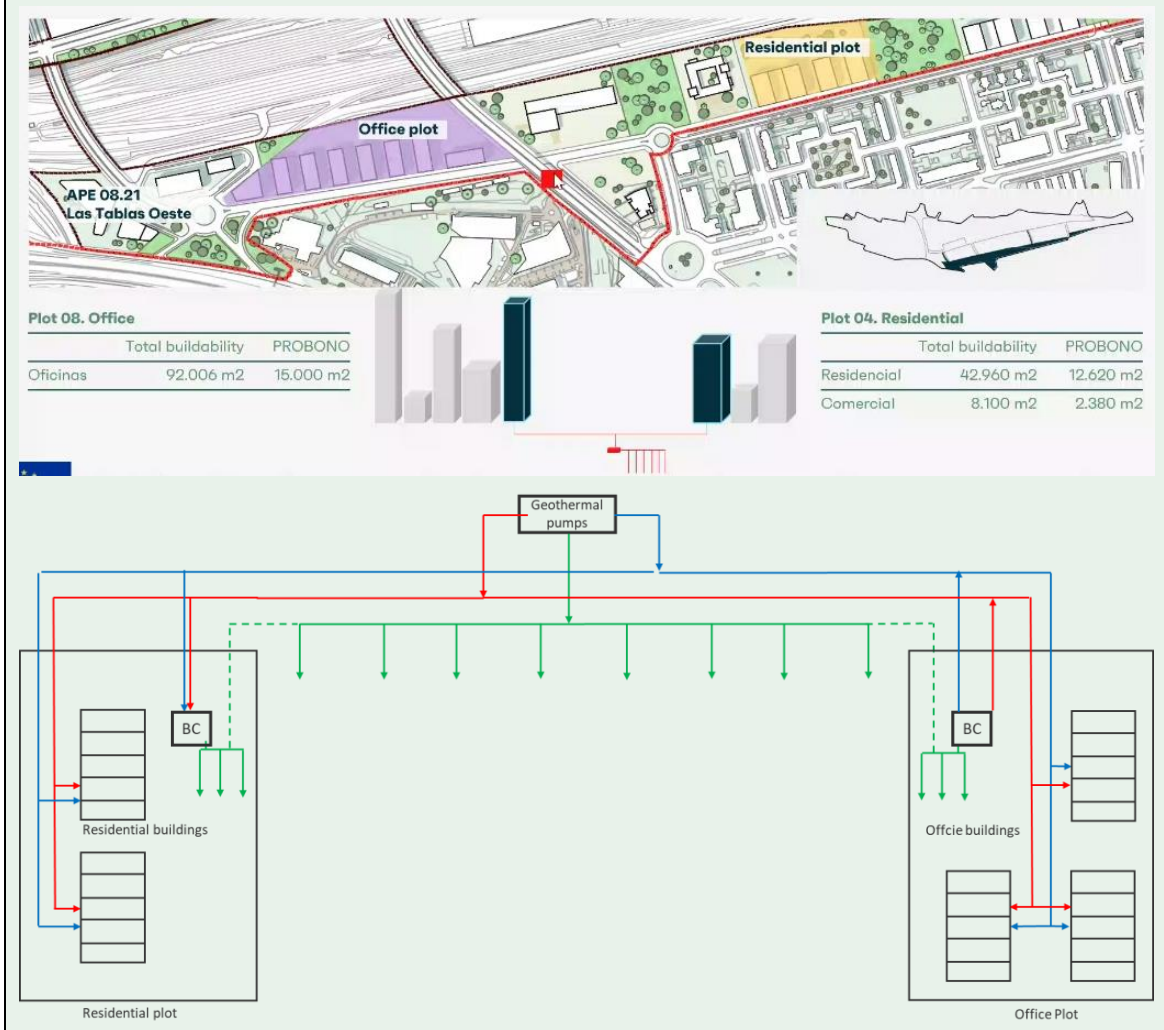 Residential plot
Office plot
APE 08.21
Las Tablas Oeste
Plot 08. Office
Total buildability PROBONO
Oficinas 92.006 m2 15.000 m2
Plot 04. Residential
Total buildability PROBONO
Residencial 42.960 m2 12.620 m2
Comercial 8.100 m2 2.380 m2
Geothermal
pumps
BC
BC
Residential buildings
Offcie buildings
Residential plot
Office Plot